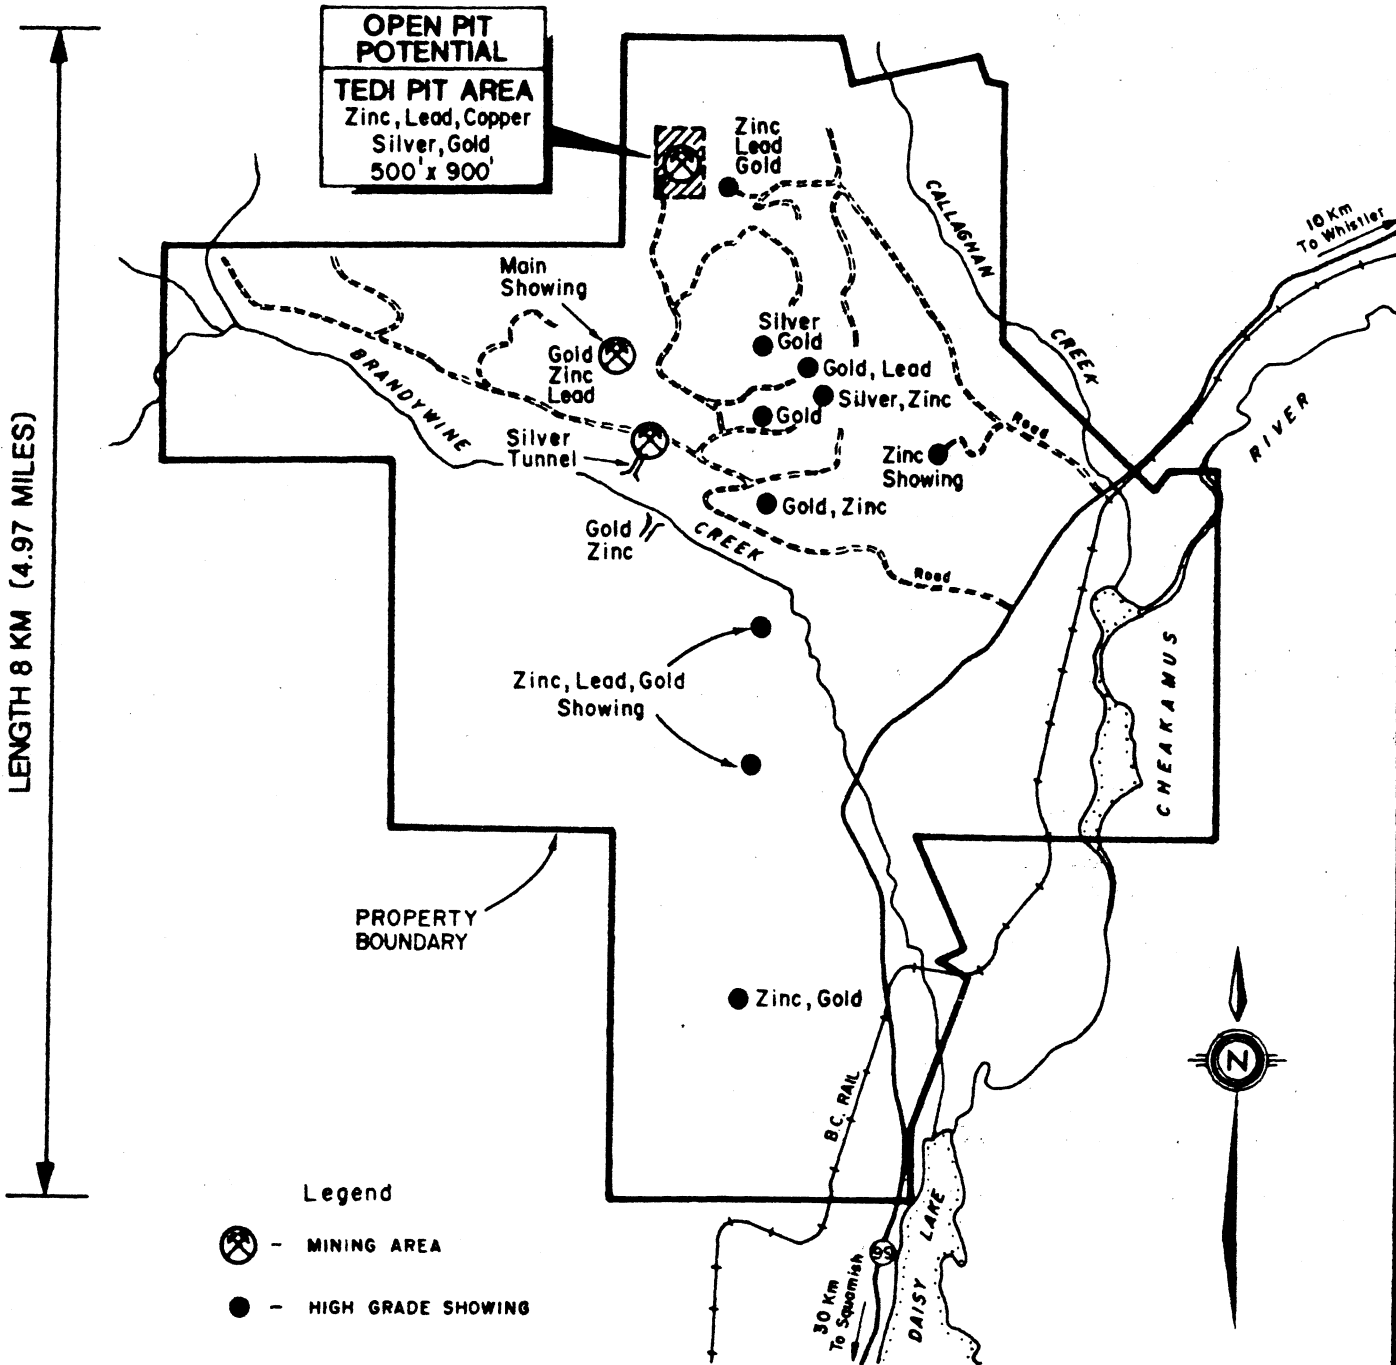 OPEN PIT
POTENTIAL
TEDI PIT AREA
Zinc, Lead, Copper
Silver, Gold
500' x 900'
Zinc
Lead
Gold
CALLAGHAN
CREEK
10 Km
To Whistler
Main
Showing
Gold
Zinc
Lead
Silver
Gold
Gold, Lead
Silver, Zinc
Gold
BRANDYWINE
CREEK
Silver
Tunnel
Zinc
Showing
Road
RIVER
Gold, Zinc
Gold
Zinc
Road
LENGTH 8 KM (4.97 MILES)
Zinc, Lead, Gold
Showing
CHEAKAMUS
PROPERTY
BOUNDARY
Zinc, Gold
N
B.C. RAIL
Legend
- MINING AREA
- HIGH GRADE SHOWING
99
30 Km
To Squamish
DAISY LAKE